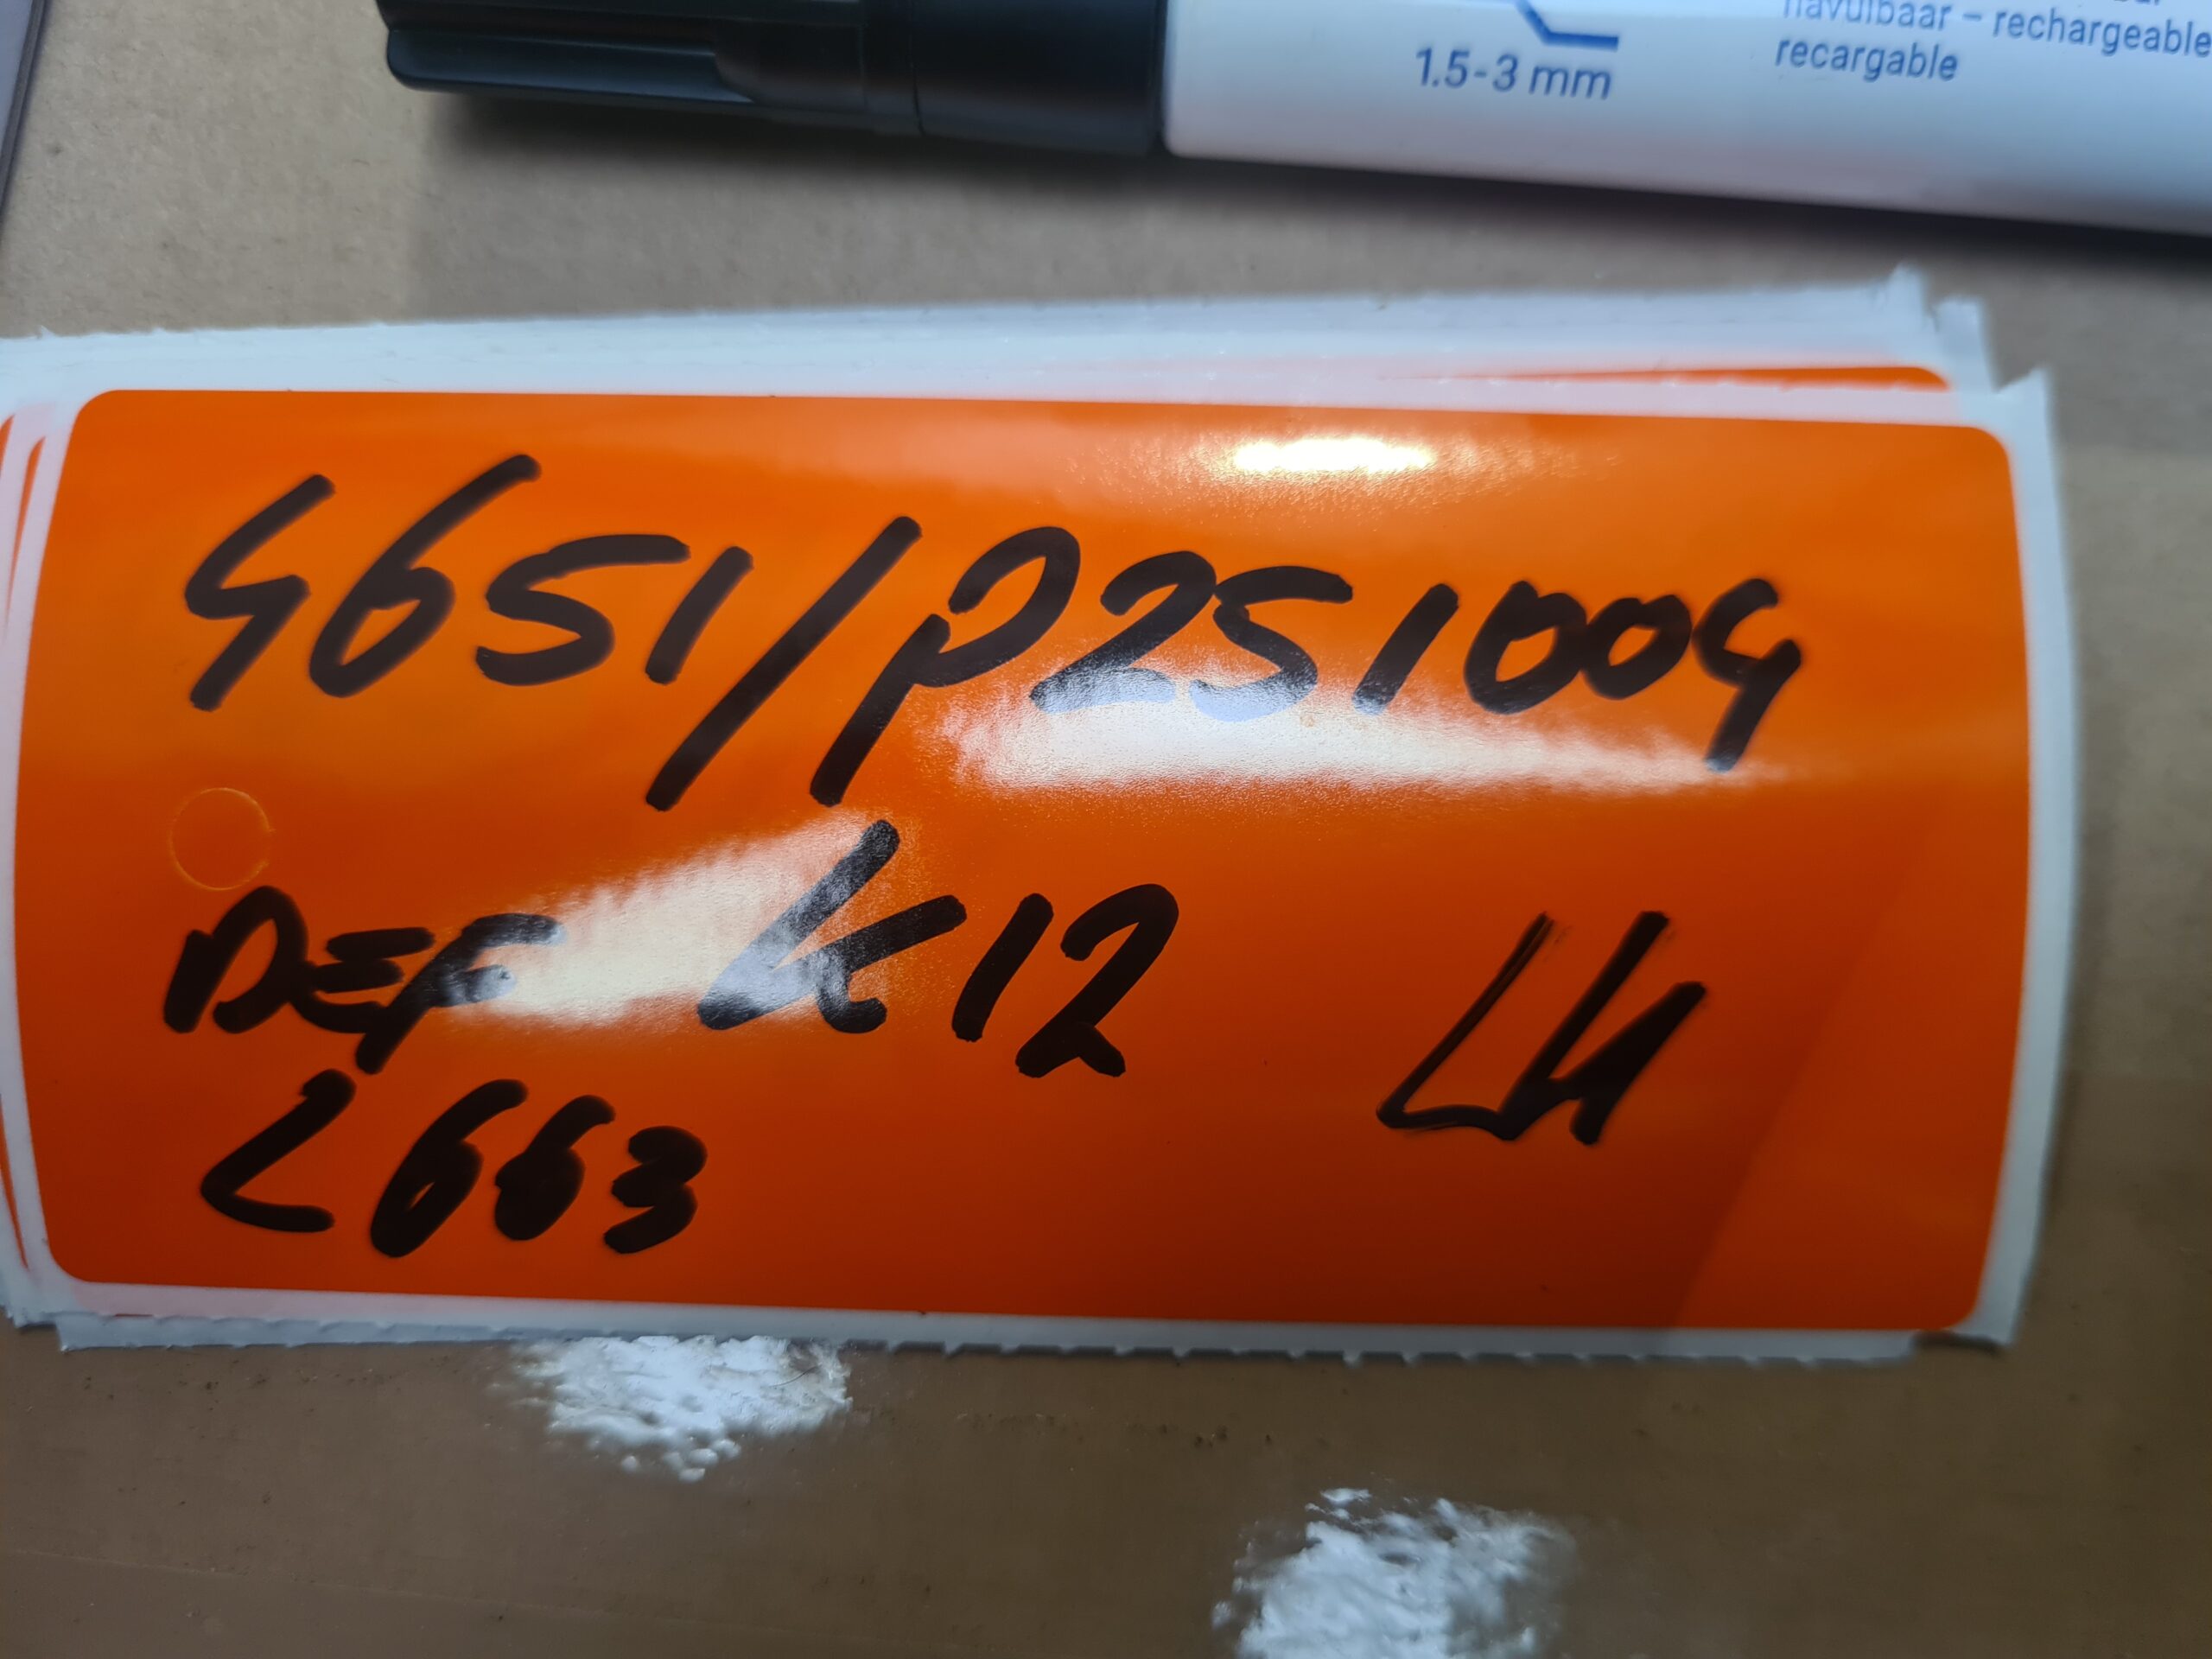 navulbaar – rechargeable
1.5-3 mm recargable
4651/P251009
DEF K12 LH
L663